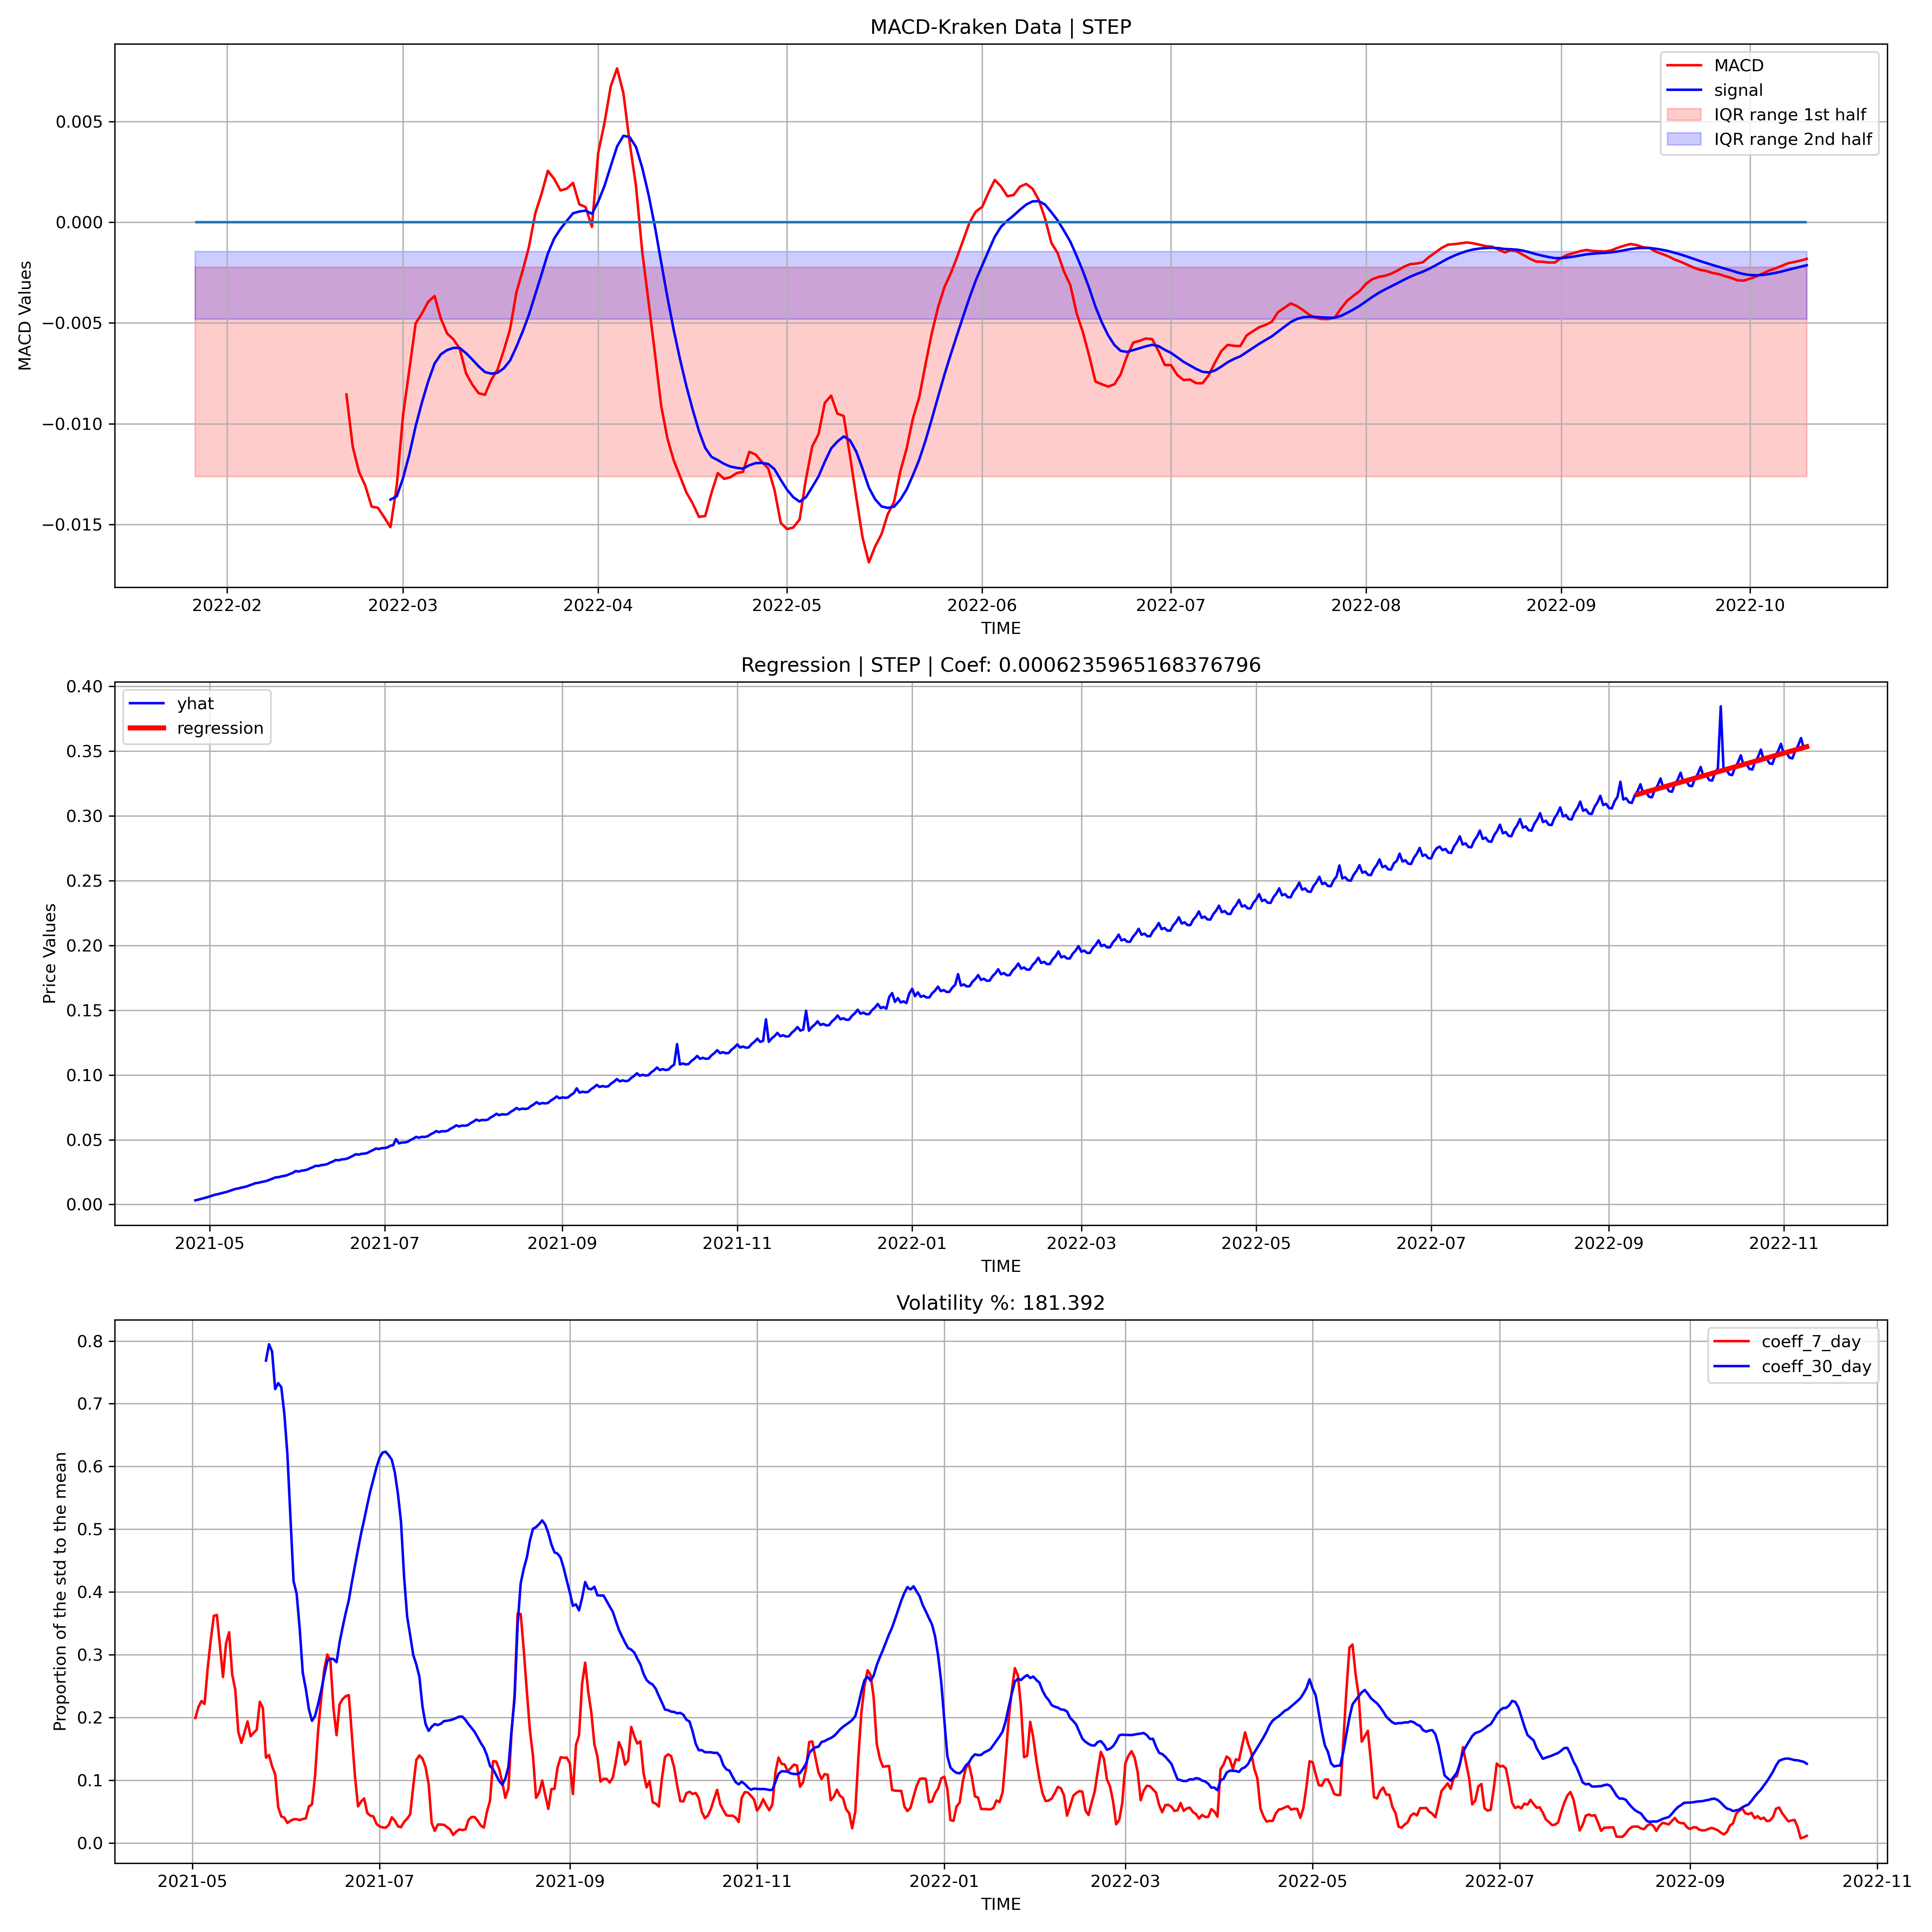 MACD-Kraken Data | STEP
MACD
signal
IQR range 1st half
IQR range 2nd half
MACD Values
0.005
0.000
−0.005
−0.010
−0.015
2022-02 2022-03 2022-04 2022-05 2022-06 2022-07 2022-08 2022-09 2022-10
TIME
Regression | STEP | Coef: 0.0006235965168376796
yhat
regression
Price Values
0.40
0.35
0.30
0.25
0.20
0.15
0.10
0.05
0.00
2021-05 2021-07 2021-09 2021-11 2022-01 2022-03 2022-05 2022-07 2022-09 2022-11
TIME
Volatility %: 181.392
coeff_7_day
coeff_30_day
Proportion of the std to the mean
0.8
0.7
0.6
0.5
0.4
0.3
0.2
0.1
0.0
2021-05 2021-07 2021-09 2021-11 2022-01 2022-03 2022-05 2022-07 2022-09 2022-11
TIME